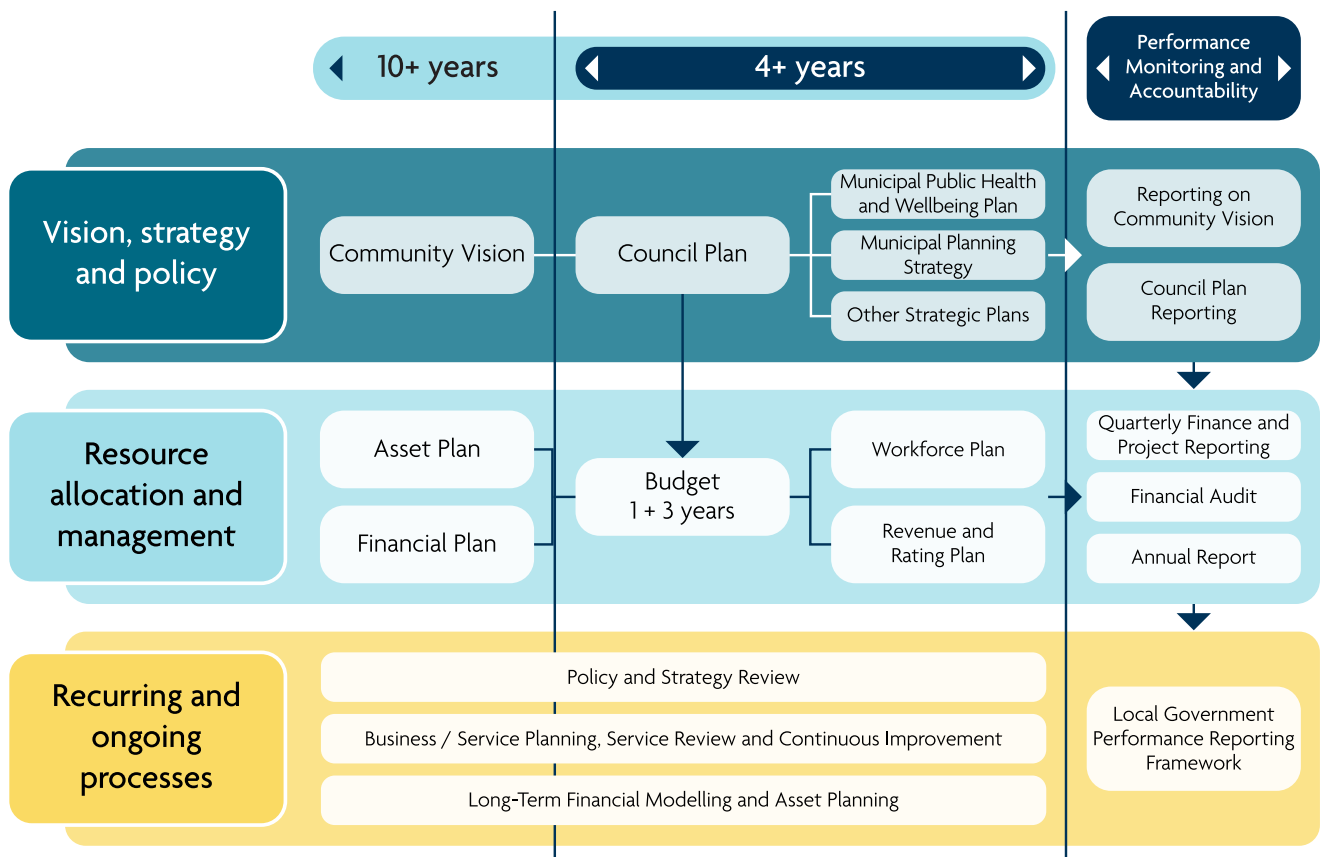 10+ years
4+ years
Performance
Monitoring and
Accountability
Vision, strategy
and policy
Community Vision
Council Plan
Municipal Public Health
and Wellbeing Plan
Municipal Planning
Strategy
Other Strategic Plans
Reporting on
Community Vision
Council Plan
Reporting
Resource
allocation and
management
Asset Plan
Financial Plan
Budget
1 + 3 years
Workforce Plan
Revenue and
Rating Plan
Quarterly Finance and
Project Reporting
Financial Audit
Annual Report
Recurring and
ongoing
processes
Policy and Strategy Review
Business / Service Planning, Service Review and Continuous Improvement
Long-Term Financial Modelling and Asset Planning
Local Government
Performance Reporting
Framework